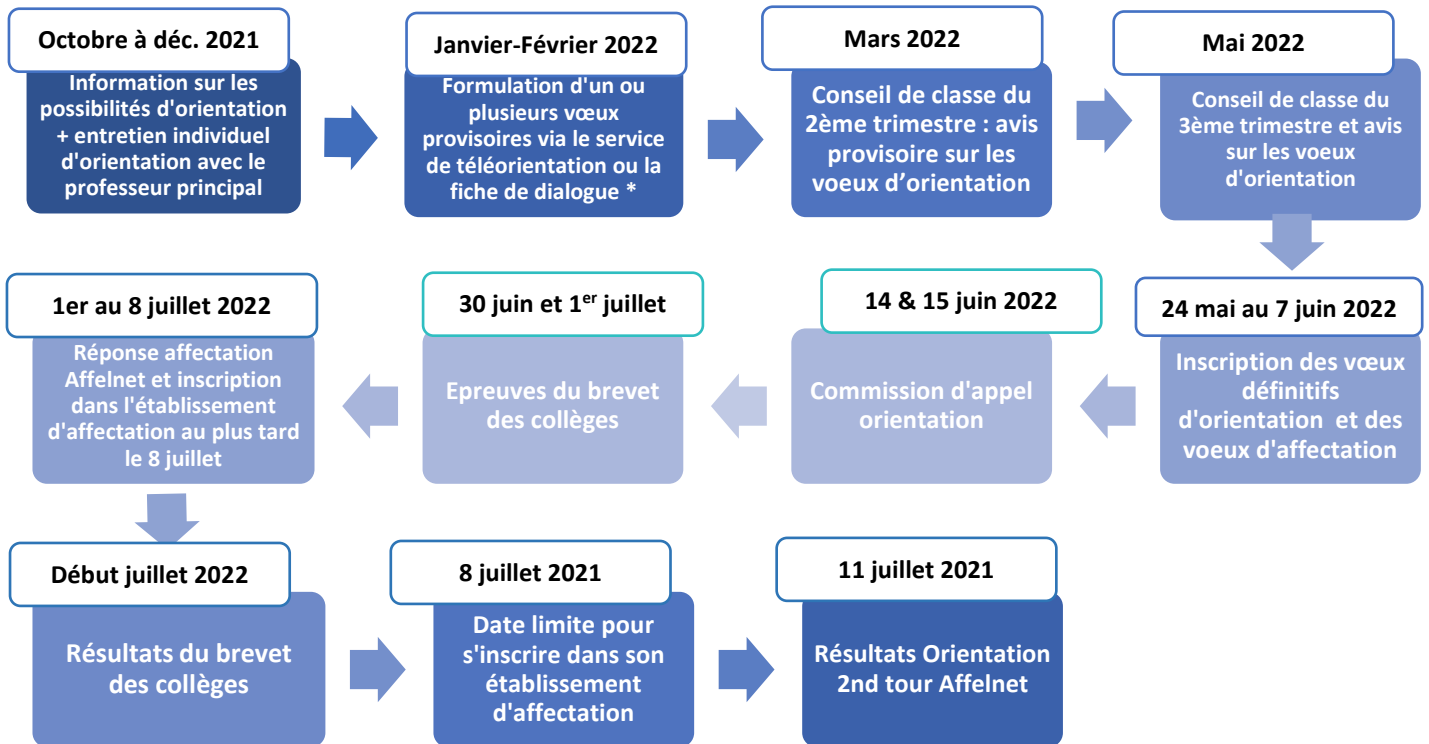 Octobre à déc. 2021
Information sur les
possibilités d'orientation
+ entretien individuel
d'orientation avec le
professeur principal
Janvier-Février 2022
Formulation d'un ou
plusieurs vœux
provisoires via le service
de téléorientation ou la
fiche de dialogue *
Mars 2022
Conseil de classe du
2ème trimestre : avis
provisoire sur les
voeux d’orientation
Mai 2022
Conseil de classe du
3ème trimestre et avis
sur les voeux
d'orientation
24 mai au 7 juin 2022
Inscription des vœux
définitifs
d'orientation et des
voeux d'affectation
14 & 15 juin 2022
Commission d'appel
orientation
30 juin et 1er juillet
Epreuves du brevet
des collèges
1er au 8 juillet 2022
Réponse affectation
Affelnet et inscription
dans l'établissement
d'affectation au plus tard
le 8 juillet
Début juillet 2022
Résultats du brevet
des collèges
8 juillet 2021
Date limite pour
s'inscrire dans son
établissement
d'affectation
11 juillet 2021
Résultats Orientation
2nd tour Affelnet